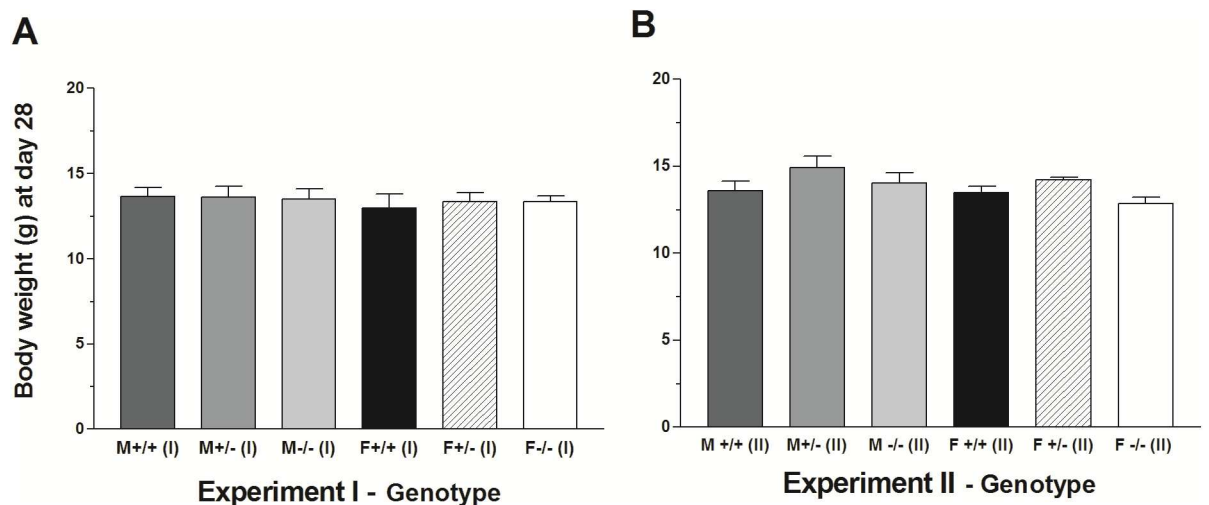 A
Body weight (g) at day 28
20
15
10
5
0
M+/+ (I) M+/- (I) M-/- (I) F+/+ (I) F+/- (I) F-/- (I)
Experiment I - Genotype
B
20
15
10
5
0
M +/+ (II) M+/- (II) M -/- (II) F +/+ (II) F +/- (II) F -/- (II)
Experiment II - Genotype